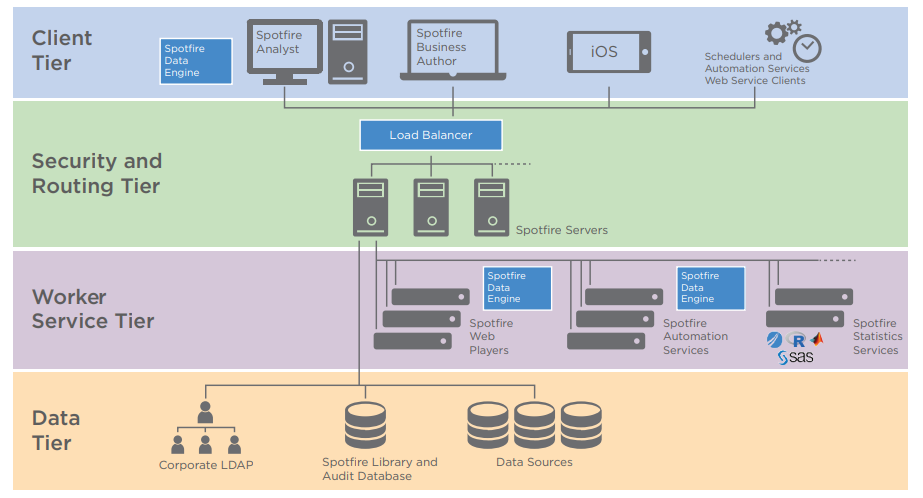 Client
Tier
Spotfire
Data
Engine
Spotfire
Analyst
Spotfire
Business
Author
iOS
Schedulers and
Automation Services
Web Service Clients
Security and
Routing Tier
Load Balancer
Spotfire Servers
Worker
Service Tier
Spotfire
Data
Engine
Spotfire
Web
Players
Spotfire
Data
Engine
Spotfire
Automation
Services
R
sas
Spotfire
Statistics
Services
Data
Tier
Corporate LDAP
Spotfire Library and
Audit Database
Data Sources